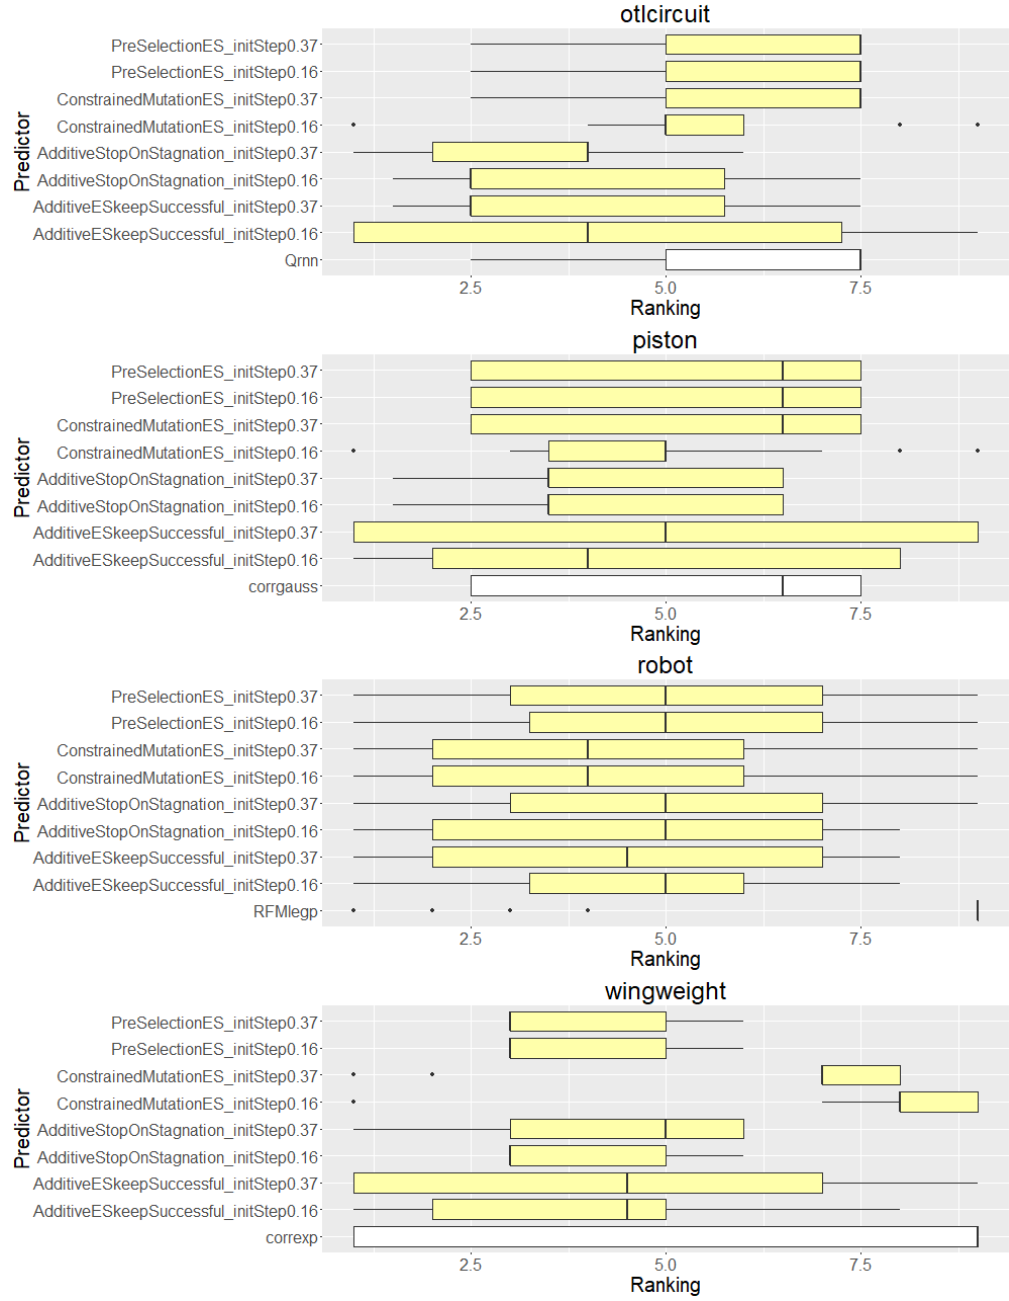 otlcircuit
Predictor
PreSelectionES_initStep0.37
PreSelectionES_initStep0.16
ConstrainedMutationES_initStep0.37
ConstrainedMutationES_initStep0.16
AdditiveStopOnStagnation_initStep0.37
AdditiveStopOnStagnation_initStep0.16
AdditiveESkeepSuccessful_initStep0.37
AdditiveESkeepSuccessful_initStep0.16
Qrnn
2.5 5.0 7.5
Ranking
piston
Predictor
PreSelectionES_initStep0.37
PreSelectionES_initStep0.16
ConstrainedMutationES_initStep0.37
ConstrainedMutationES_initStep0.16
AdditiveStopOnStagnation_initStep0.37
AdditiveStopOnStagnation_initStep0.16
AdditiveESkeepSuccessful_initStep0.37
AdditiveESkeepSuccessful_initStep0.16
corrgauss
2.5 5.0 7.5
Ranking
robot
Predictor
PreSelectionES_initStep0.37
PreSelectionES_initStep0.16
ConstrainedMutationES_initStep0.37
ConstrainedMutationES_initStep0.16
AdditiveStopOnStagnation_initStep0.37
AdditiveStopOnStagnation_initStep0.16
AdditiveESkeepSuccessful_initStep0.37
AdditiveESkeepSuccessful_initStep0.16
RFMlegp
2.5 5.0 7.5
Ranking
wingweight
Predictor
PreSelectionES_initStep0.37
PreSelectionES_initStep0.16
ConstrainedMutationES_initStep0.37
ConstrainedMutationES_initStep0.16
AdditiveStopOnStagnation_initStep0.37
AdditiveStopOnStagnation_initStep0.16
AdditiveESkeepSuccessful_initStep0.37
AdditiveESkeepSuccessful_initStep0.16
correxp
2.5 5.0 7.5
Ranking